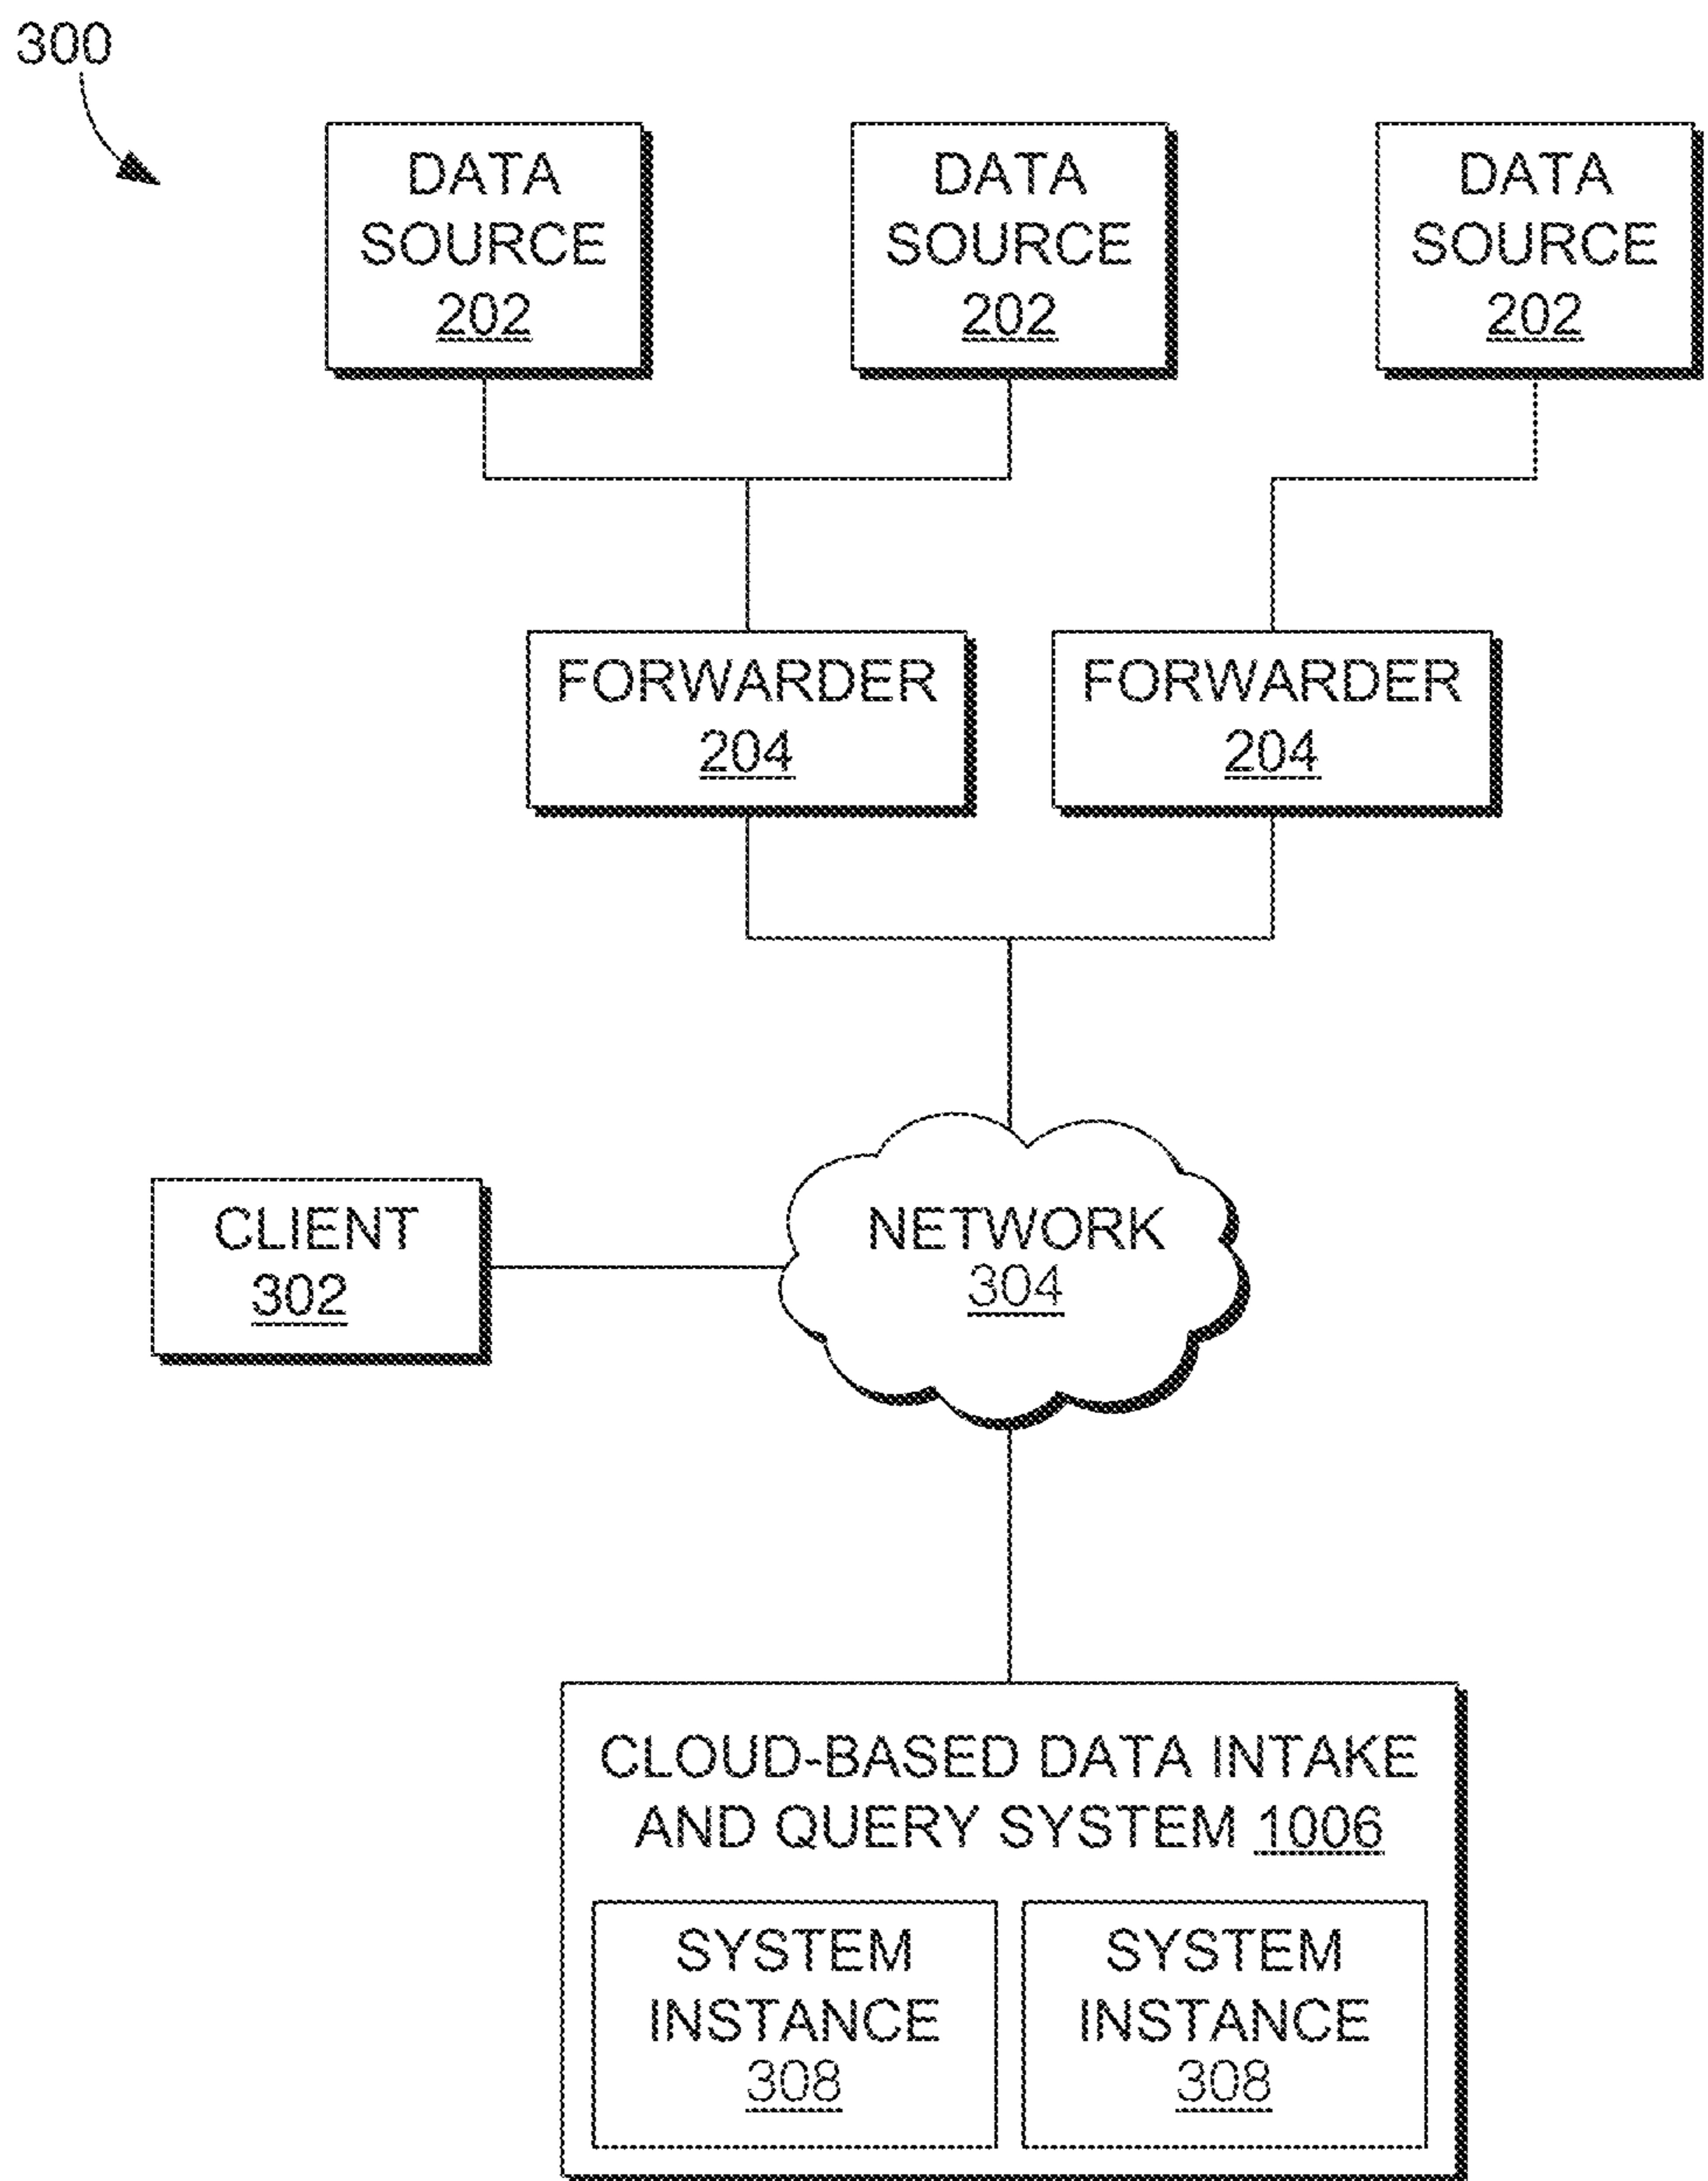 300
DATA
SOURCE
202
DATA
SOURCE
202
DATA
SOURCE
202
FORWARDER
204
FORWARDER
204
CLIENT
302
NETWORK
304
CLOUD-BASED DATA INTAKE
AND QUERY SYSTEM 1006
SYSTEM
INSTANCE
308
SYSTEM
INSTANCE
308